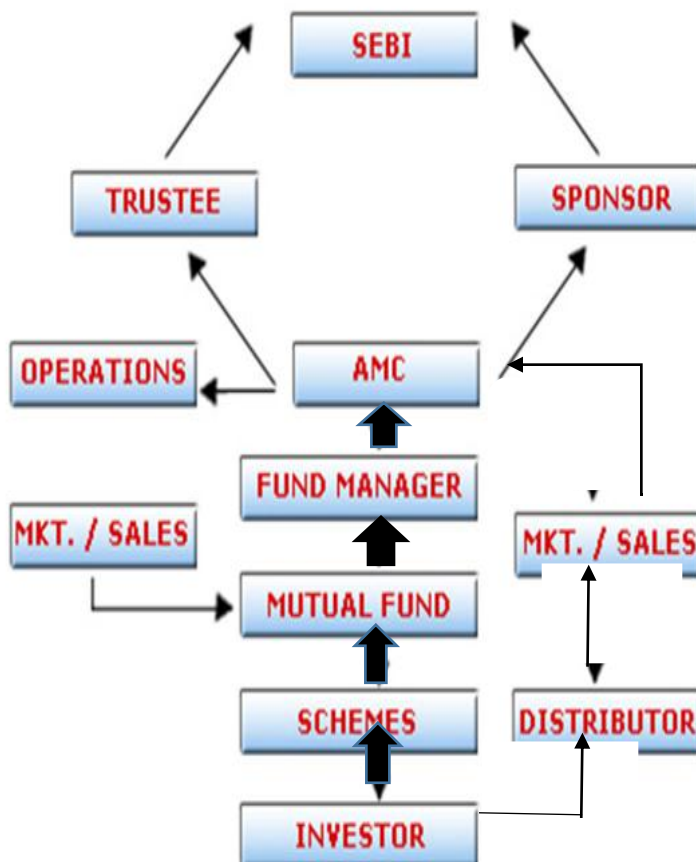 SEBI
TRUSTEE
SPONSOR
OPERATIONS
AMC
FUND MANAGER
MKT. / SALES
MKT. / SALES
MUTUAL FUND
SCHEMES
DISTRIBUTOR
INVESTOR